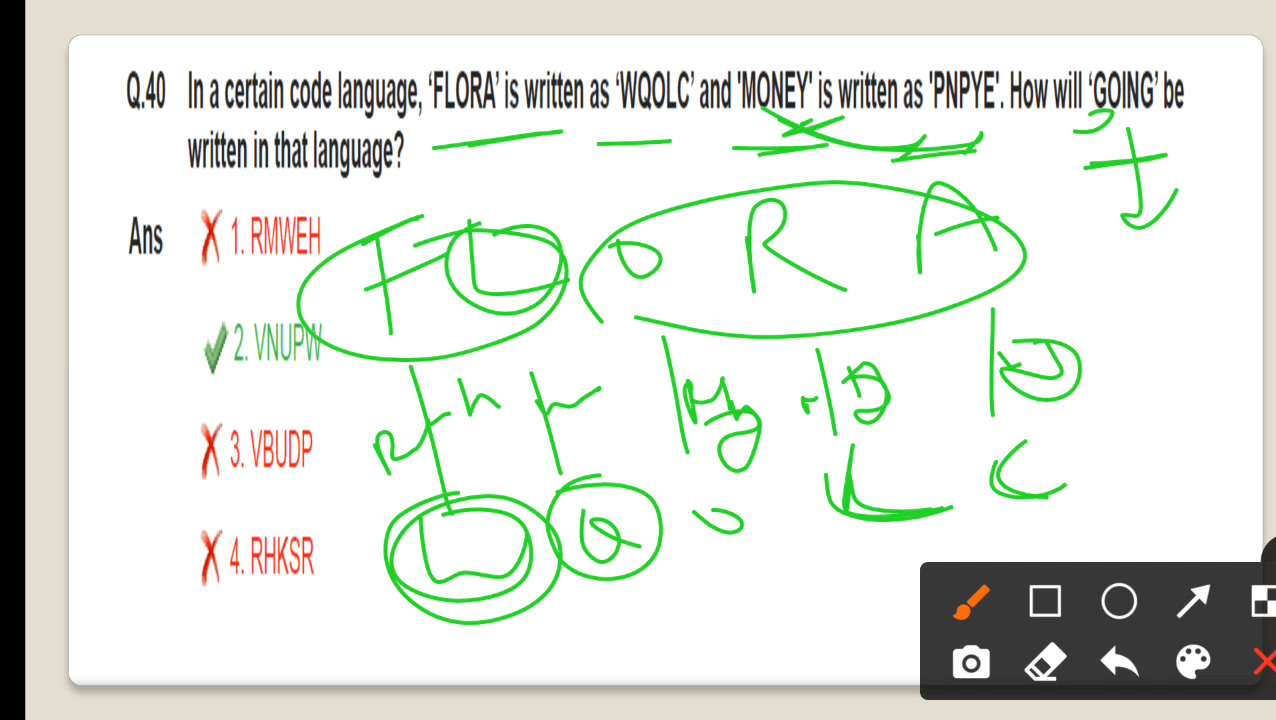 Q.40 In a certain code language, ‘FLORA’ is written as ‘WQOLC’ and 'MONEY' is written as 'PNPYE'. How will ‘GOING’ be
written in that language?
Ans 1. RMWEH
2. VNUPW
3. VBUDP
4. RHKSR
F L O R A
Q O L C